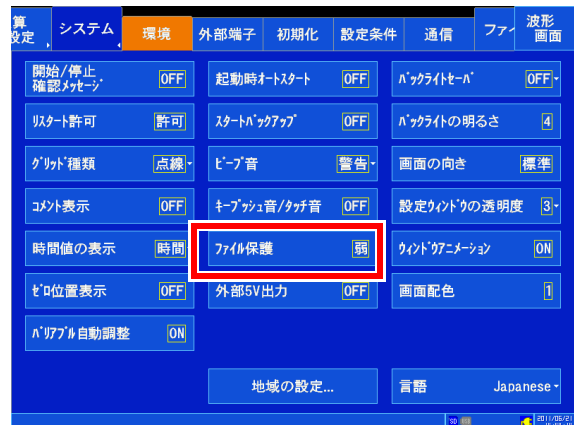 算
設定
システム
環境
外部端子
初期化
設定条件
通信
ファイ
波形
画面
開始/停止
確認メッセージ
OFF
起動時オートスタート
OFF
バックライトセーバ
OFF
リスタート許可
許可
スタートバックアップ
OFF
バックライトの明るさ
4
グリッド種類
点線
ビープ音
警告
画面の向き
標準
コメント表示
OFF
キープッシュ音/タッチ音
OFF
設定ウィンドウの透明度
3
時間値の表示
時間
ファイル保護
弱
ウィンドウアニメーション
ON
ゼロ位置表示
OFF
外部5V出力
OFF
画面配色
1
バリアブル自動調整
ON
地域の設定...
言語
Japanese
SD
2011/06/21